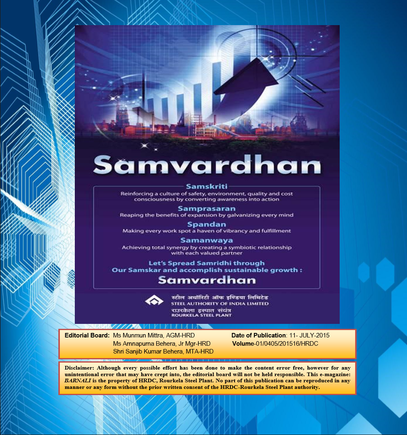 Samvardhan
Samskriti
Reinforcing a culture of safety, environment, quality and cost
consciousness by converting awareness into action
Samprasaran
Reaping the benefits of expansion by galvanizing every mind
Spandan
Making every work spot a haven of vibrancy and fulfillment
Samanwaya
Achieving total synergy by creating a symbiotic relationship
with each valued partner
Let's Spread Samridhi through
Our Samskar and accomplish sustainable growth :
Samvardhan
स्टील अथॉरिटी ऑफ इण्डिया लिमिटेड
STEEL AUTHORITY OF INDIA LIMITED
राउरकेला इस्पात संयंत्र
ROURKELA STEEL PLANT
Editorial Board: Ms Munmun Mittra, AGM-HRD
Ms Amnapurna Behera, Jr Mgr-HRD
Shri Sanjib Kumar Behera, MTA-HRD
Date of Publication: 11- JULY-2015
Volume-01/0405/201516/HRDC
Disclaimer: Although every possible effort has been done to make the content error free, however for any
unintentional error that may have crept into, the editorial board will not be held responsible. This e-magazine:
BARNALI is the property of HRDC, Rourkela Steel Plant. No part of this publication can be reproduced in any
manner or any form without the prior written consent of the HRDC-Rourkela Steel Plant authority.